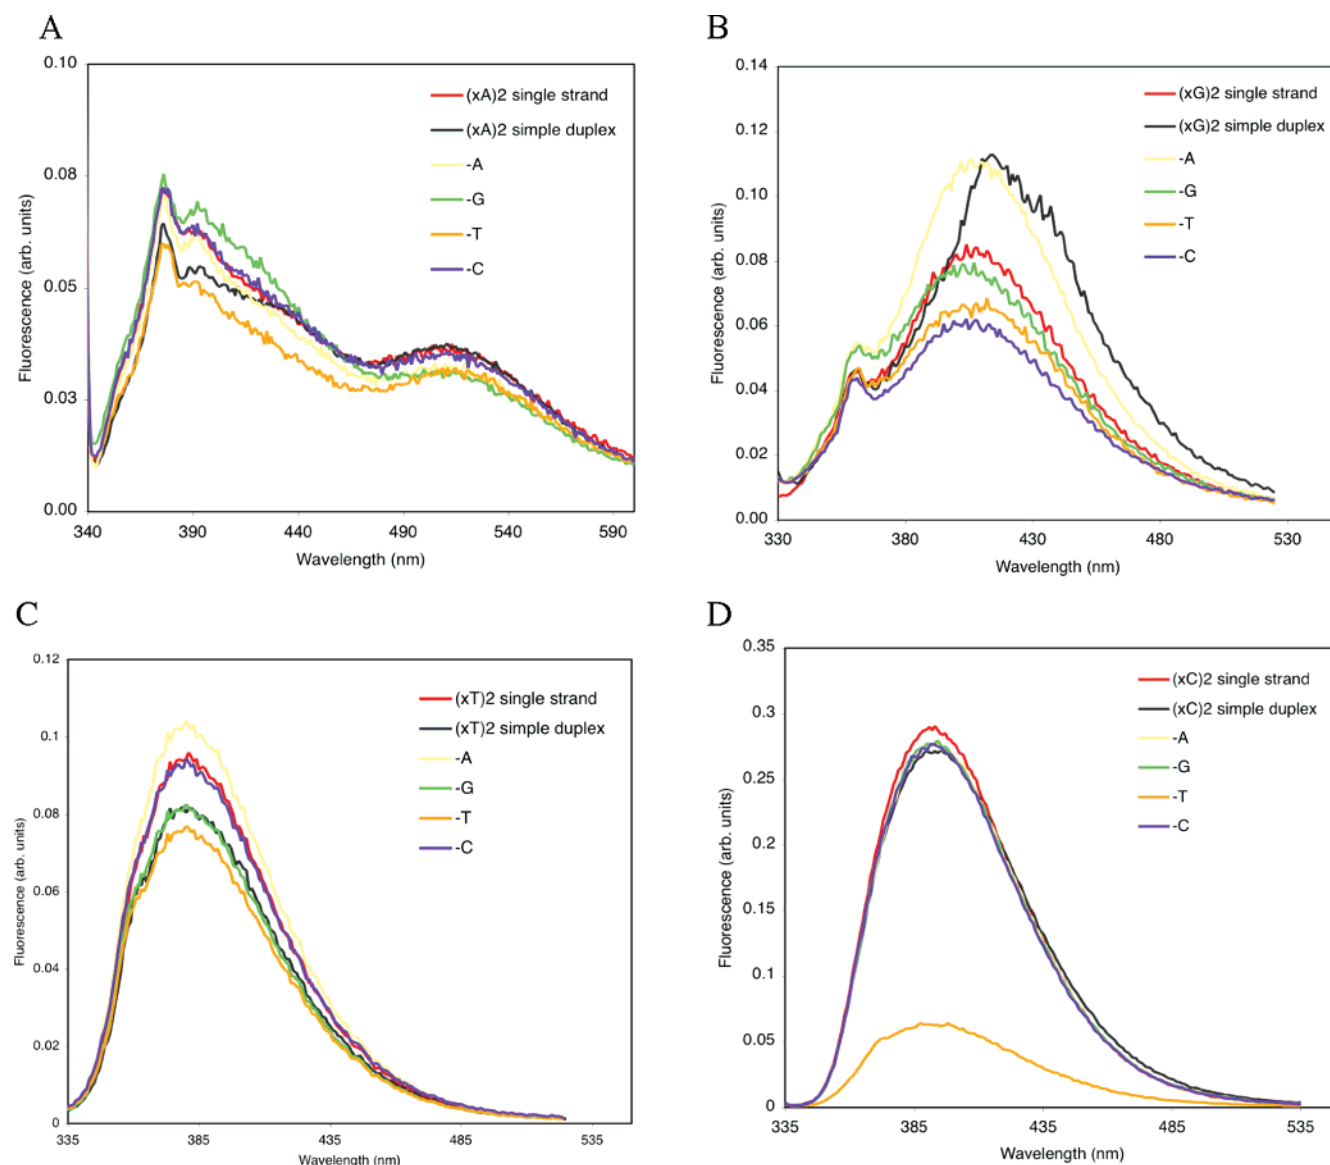 A
0.10
0.08
0.05
0.03
0.00
Fluorescence (arb. units)
(xA)2 single strand
(xA)2 simple duplex
-A
-G
-T
-C
340 390 440 490 540 590
Wavelength (nm)
B
0.14
0.12
0.10
0.08
0.06
0.04
0.02
0.00
Fluorescence (arb. units)
(xG)2 single strand
(xG)2 simple duplex
-A
-G
-T
-C
330 380 430 480 530
Wavelength (nm)
C
0.12
0.1
0.08
0.06
0.04
0.02
0
Fluorescence (arb. units)
(xT)2 single strand
(xT)2 simple duplex
-A
-G
-T
-C
335 385 435 485 535
Wavelength (nm)
D
0.35
0.3
0.25
0.2
0.15
0.1
0.05
0
Fluorescence (arb. units)
(xC)2 single strand
(xC)2 simple duplex
-A
-G
-T
-C
335 385 435 485 535
Wavelength (nm)